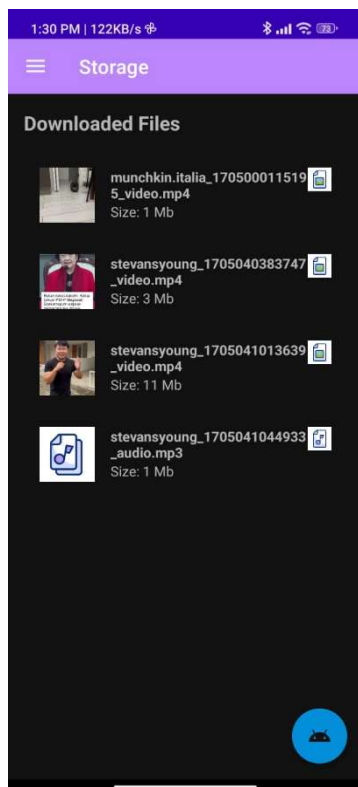 1:30 PM | 122KB/s
73
Storage
Downloaded Files
munchkin.italia_170500011519
5_video.mp4
Size: 1 Mb
stevansyoung_1705040383747
_video.mp4
Size: 3 Mb
stevansyoung_1705041013639
_video.mp4
Size: 11 Mb
stevansyoung_1705041044933
_audio.mp3
Size: 1 Mb